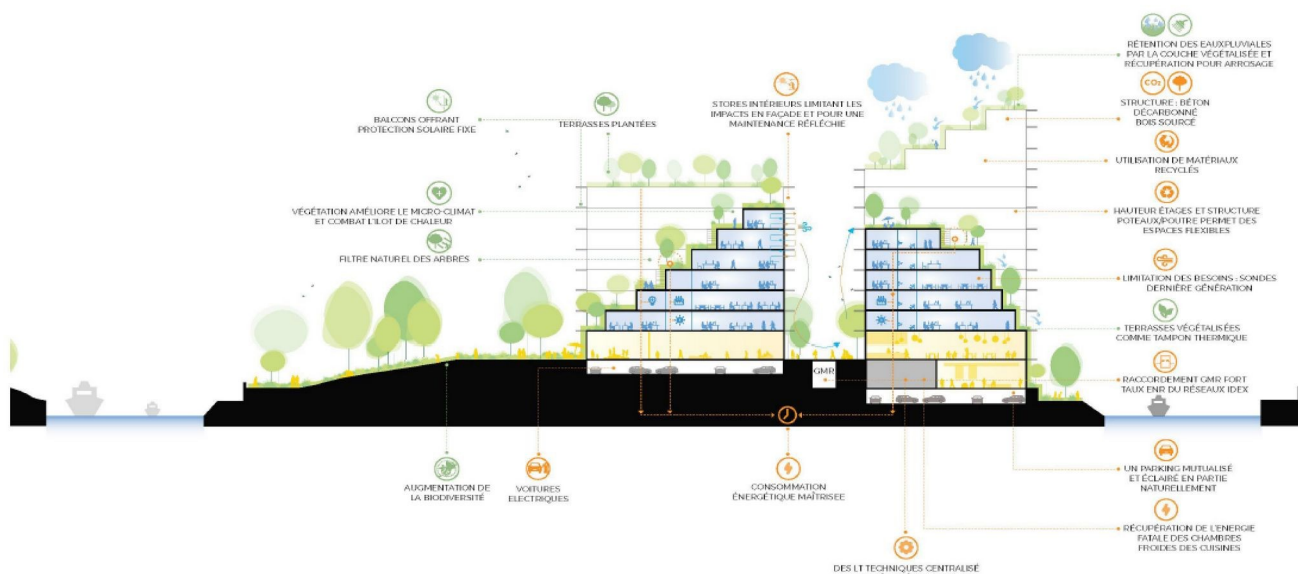 BALCONS OFFRANT
PROTECTION SOLAIRE FIXE
TERRASSES PLANTÉES
STORES INTÉRIEURS LIMITANT LES
IMPACTS EN FAÇADE ET POUR UNE
MAINTENANCE RÉFLÉCHIE
VÉGÉTATION AMÉLIORE LE MICRO-CLIMAT
ET COMBAT L'ILOT DE CHALEUR
FILTRE NATUREL DES ARBRES
CO2
RÉTENTION DES EAUXPLUVIALES
PAR LA COUCHE VÉGÉTALISÉE ET
RÉCUPÉRATION POUR ARROSAGE
STRUCTURE : BÉTON
DÉCARBONNÉ
BOIS SOURCÉ
UTILISATION DE MATÉRIAUX
RECYCLÉS
HAUTEUR ÉTAGES ET STRUCTURE
POTEAUX/POUTRE PERMET DES
ESPACES FLEXIBLES
LIMITATION DES BESOINS : SONDES
DERNIÈRE GÉNÉRATION
TERRASSES VÉGÉTALISÉES
COMME TAMPON THERMIQUE
GMR
RACCORDEMENT GMR FORT
TAUX ENR DU RÉSEAUX IDEX
AUGMENTATION DE
LA BIODIVERSITÉ
VOITURES
ELECTRIQUES
CONSOMMATION
ÉNERGÉTIQUE MAÎTRISEE
UN PARKING MUTUALISÉ
ET ÉCLAIRÉ EN PARTIE
NATURELLEMENT
RÉCUPÉRATION DE L'ENERGIE
FATALE DES CHAMBRES
FROIDES DES CUISINES
DES LT TECHNIQUES CENTRALISÉ